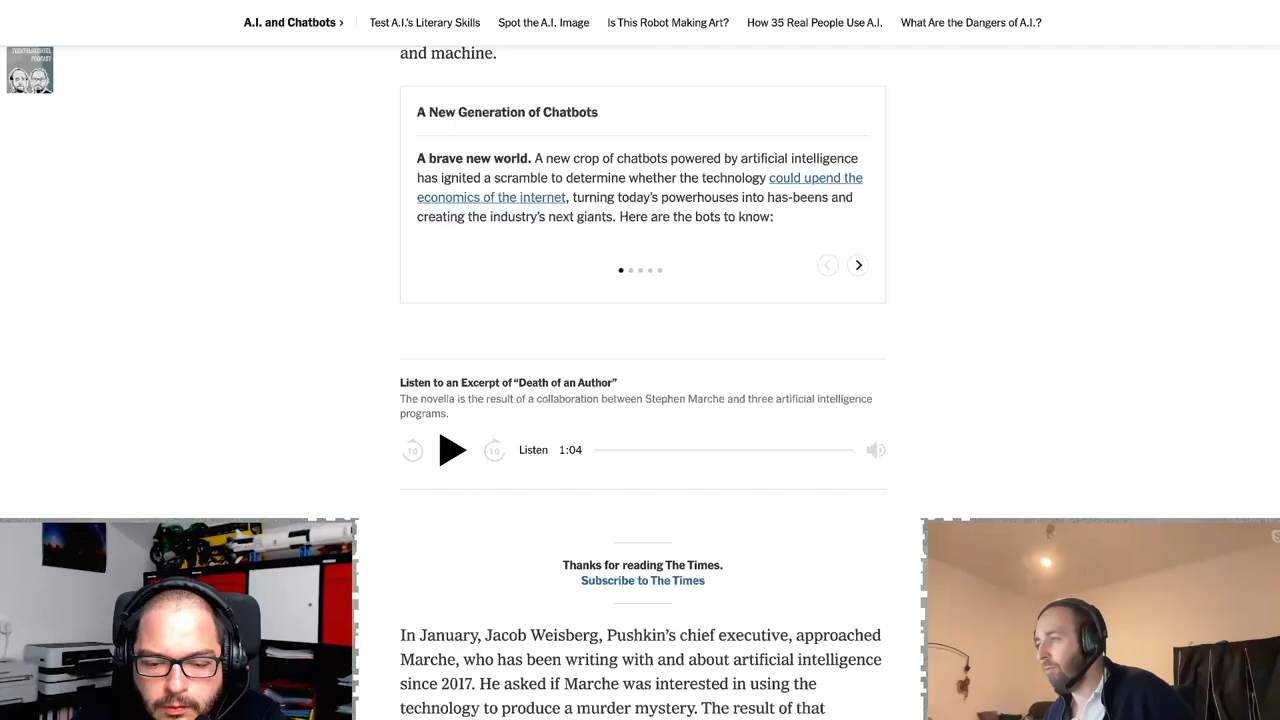 A.I. and Chatbots › Test A.I.'s Literary Skills Spot the A.I. Image Is This Robot Making Art? How 35 Real People Use A.I. What Are the Dangers of A.I.?
PODCAST
and machine.
A New Generation of Chatbots
A brave new world. A new crop of chatbots powered by artificial intelligence
has ignited a scramble to determine whether the technology could upend the
economics of the internet, turning today's powerhouses into has-beens and
creating the industry's next giants. Here are the bots to know:
Listen to an Excerpt of “Death of an Author”
The novella is the result of a collaboration between Stephen Marche and three artificial intelligence
programs.
10 10 Listen 1:04
Thanks for reading The Times.
Subscribe to The Times
In January, Jacob Weisberg, Pushkin’s chief executive, approached
Marche, who has been writing with and about artificial intelligence
since 2017. He asked if Marche was interested in using the
technology to produce a murder mystery. The result of that